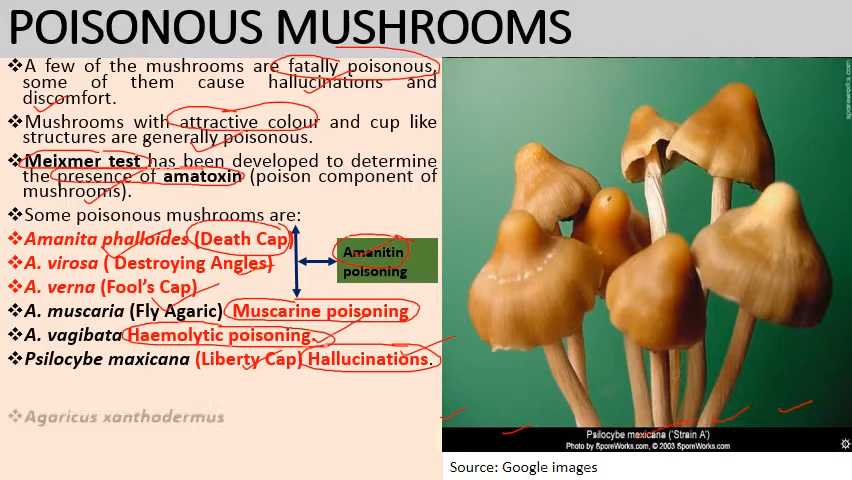 POISONOUS MUSHROOMS
❖A few of the mushrooms are fatally poisonous,
some of them cause hallucinations and
discomfort.
❖Mushrooms with attractive colour and cup like
structures are generally poisonous.
❖Meixmer test has been developed to determine
the presence of amatoxin (poison component of
mushrooms).
❖Some poisonous mushrooms are:
❖Amanita phalloides (Death Cap)
❖A. virosa ( Destroying Angles)
❖A. verna (Fool's Cap)
Amanitin
poisoning
❖A. muscaria (Fly Agaric) Muscarine poisoning
❖A. vagibata Haemolytic poisoning.
❖Psilocybe maxicana (Liberty Cap) Hallucinations.
❖Agaricus xanthodermus
Psilocybe mexicana ('Strain A')
Photo by SporeWorks.com, © 2003 SporeWorks.com
Source: Google images